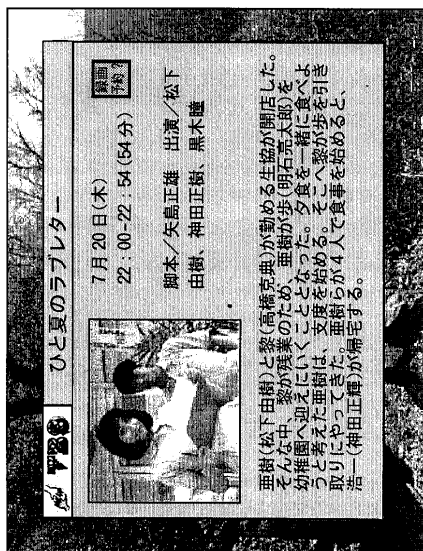 TBS
ひと夏のラブレター
7月20日(木)
22:00-22:54(54分)
録画
予約?
脚本／矢島正雄 出演／松下
由樹、神田正樹、黒木瞳
亜樹(松下由樹)と黎(高橋克典)が勤める生協が開店した。
そんな中、黎が残業のため、亜樹が歩(明石亮太郎)を
幼稚園へ迎えにいくこととなった。夕食を一緒に食べよ
うと考えた亜樹は、支度を始める。そこへ黎が歩を引き
取りにやってきた。亜樹らが４人で食事を始めると、
浩一(神田正輝)が帰宅する。